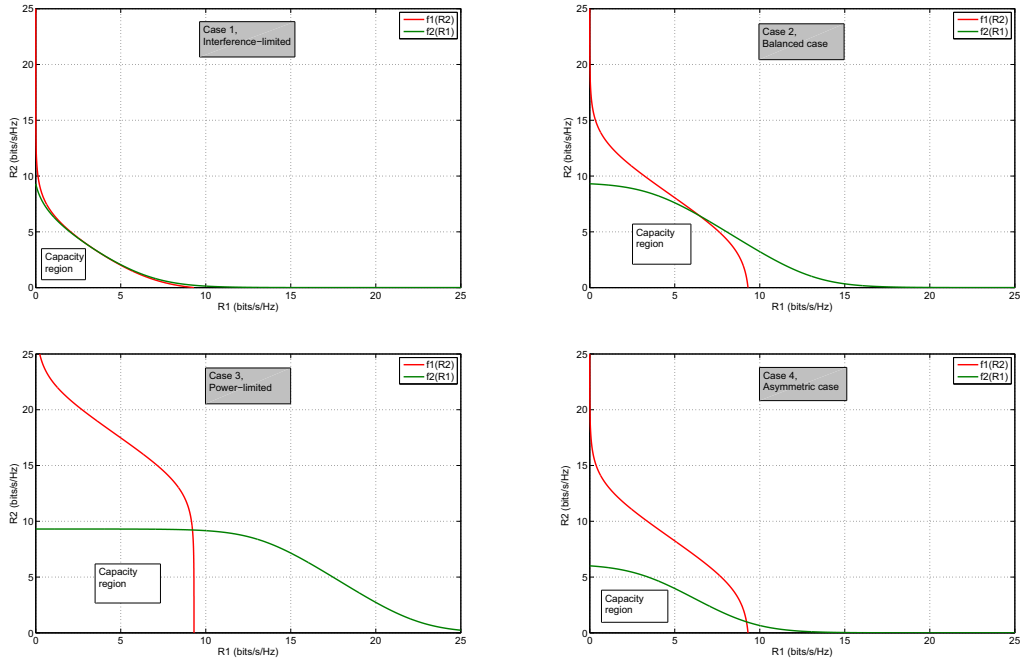 Case 1,
Interference−limited
f1(R2)
f2(R1)
Capacity
region
R2 (bits/s/Hz)
25
20
15
10
5
0
0 5 10 15 20 25
R1 (bits/s/Hz)
Case 2,
Balanced case
f1(R2)
f2(R1)
Capacity
region
R2 (bits/s/Hz)
25
20
15
10
5
0
0 5 10 15 20 25
R1 (bits/s/Hz)
Case 3,
Power−limited
f1(R2)
f2(R1)
Capacity
region
R2 (bits/s/Hz)
25
20
15
10
5
0
0 5 10 15 20 25
R1 (bits/s/Hz)
Case 4,
Asymmetric case
f1(R2)
f2(R1)
Capacity
region
R2 (bits/s/Hz)
25
20
15
10
5
0
0 5 10 15 20 25
R1 (bits/s/Hz)